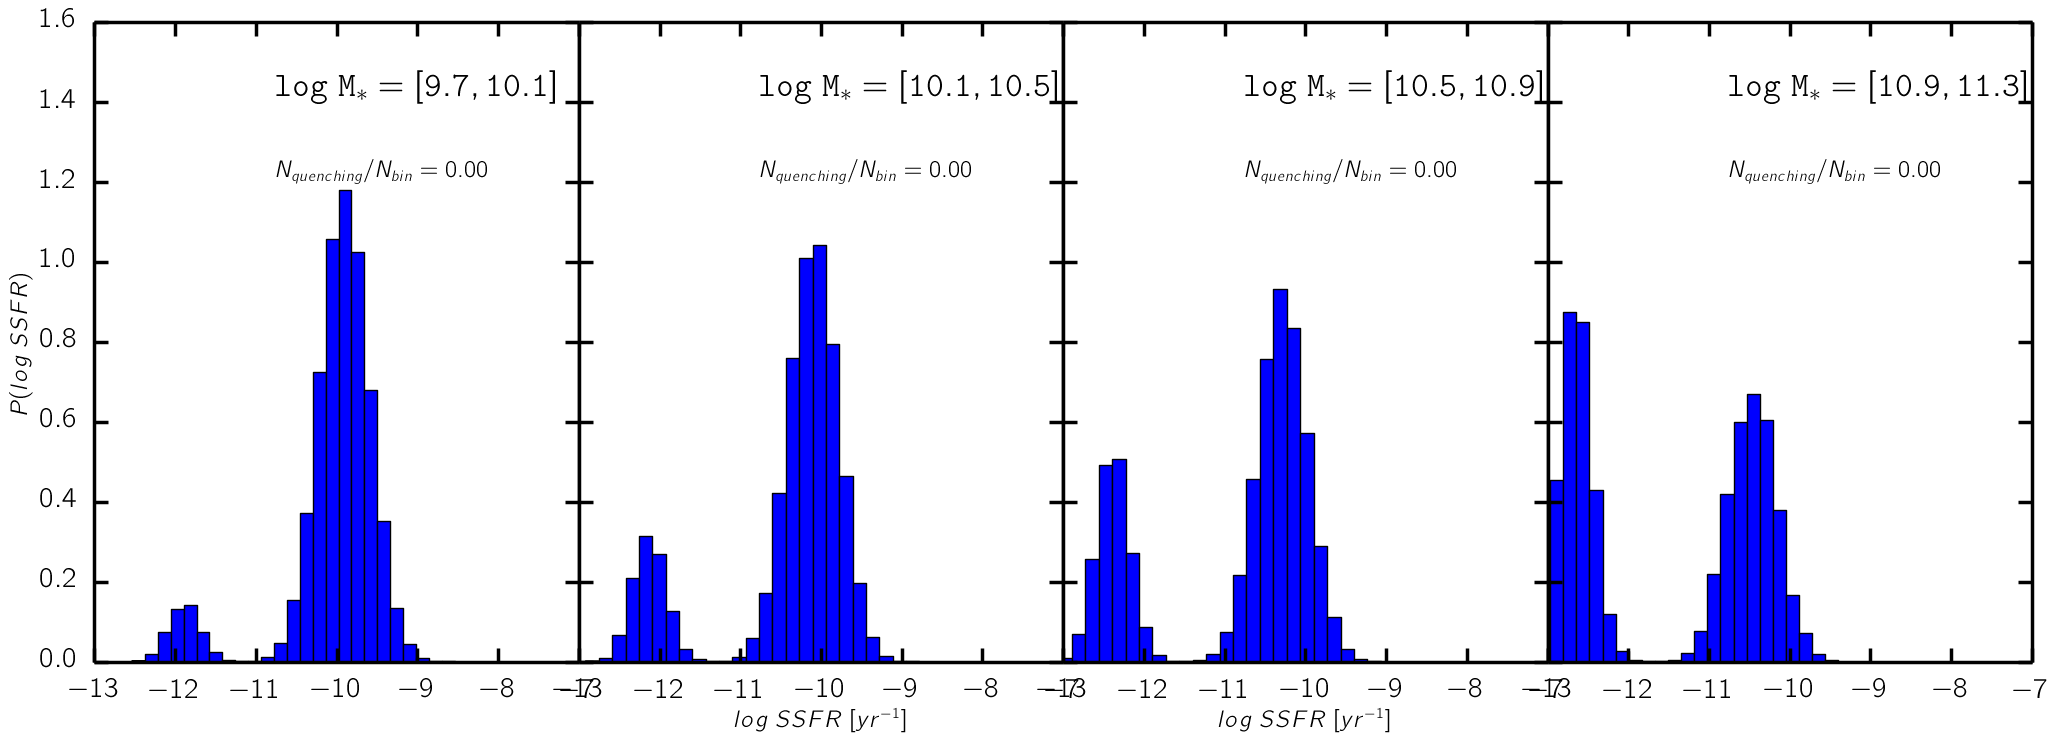 1.6
1.4
1.2
1.0
0.8
0.6
0.4
0.2
0.0
P(log SSFR)
log M* = [9.7, 10.1]
N_quenching/N_bin = 0.00
log M* = [10.1, 10.5]
N_quenching/N_bin = 0.00
log M* = [10.5, 10.9]
N_quenching/N_bin = 0.00
log M* = [10.9, 11.3]
N_quenching/N_bin = 0.00
−13 −12 −11 −10 −9 −8 −7
−13 −12 −11 −10 −9 −8 −7
−13 −12 −11 −10 −9 −8 −7
−13 −12 −11 −10 −9 −8 −7
log SSFR [yr⁻¹]
log SSFR [yr⁻¹]